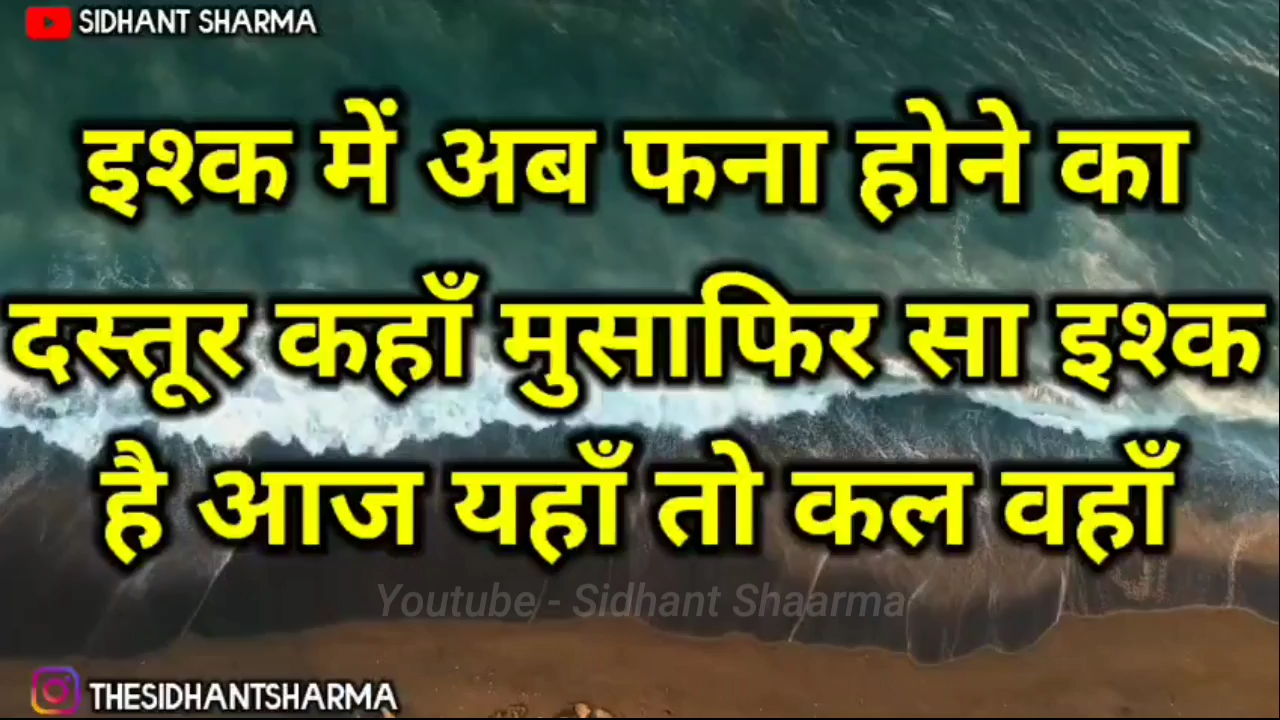 SIDHANT SHARMA
इश्क में अब फना होने का
दस्तूर कहाँ मुसाफिर सा इश्क
है आज यहाँ तो कल वहाँ
Youtube - Sidhant Shaarma
THESIDHANTSHARMA